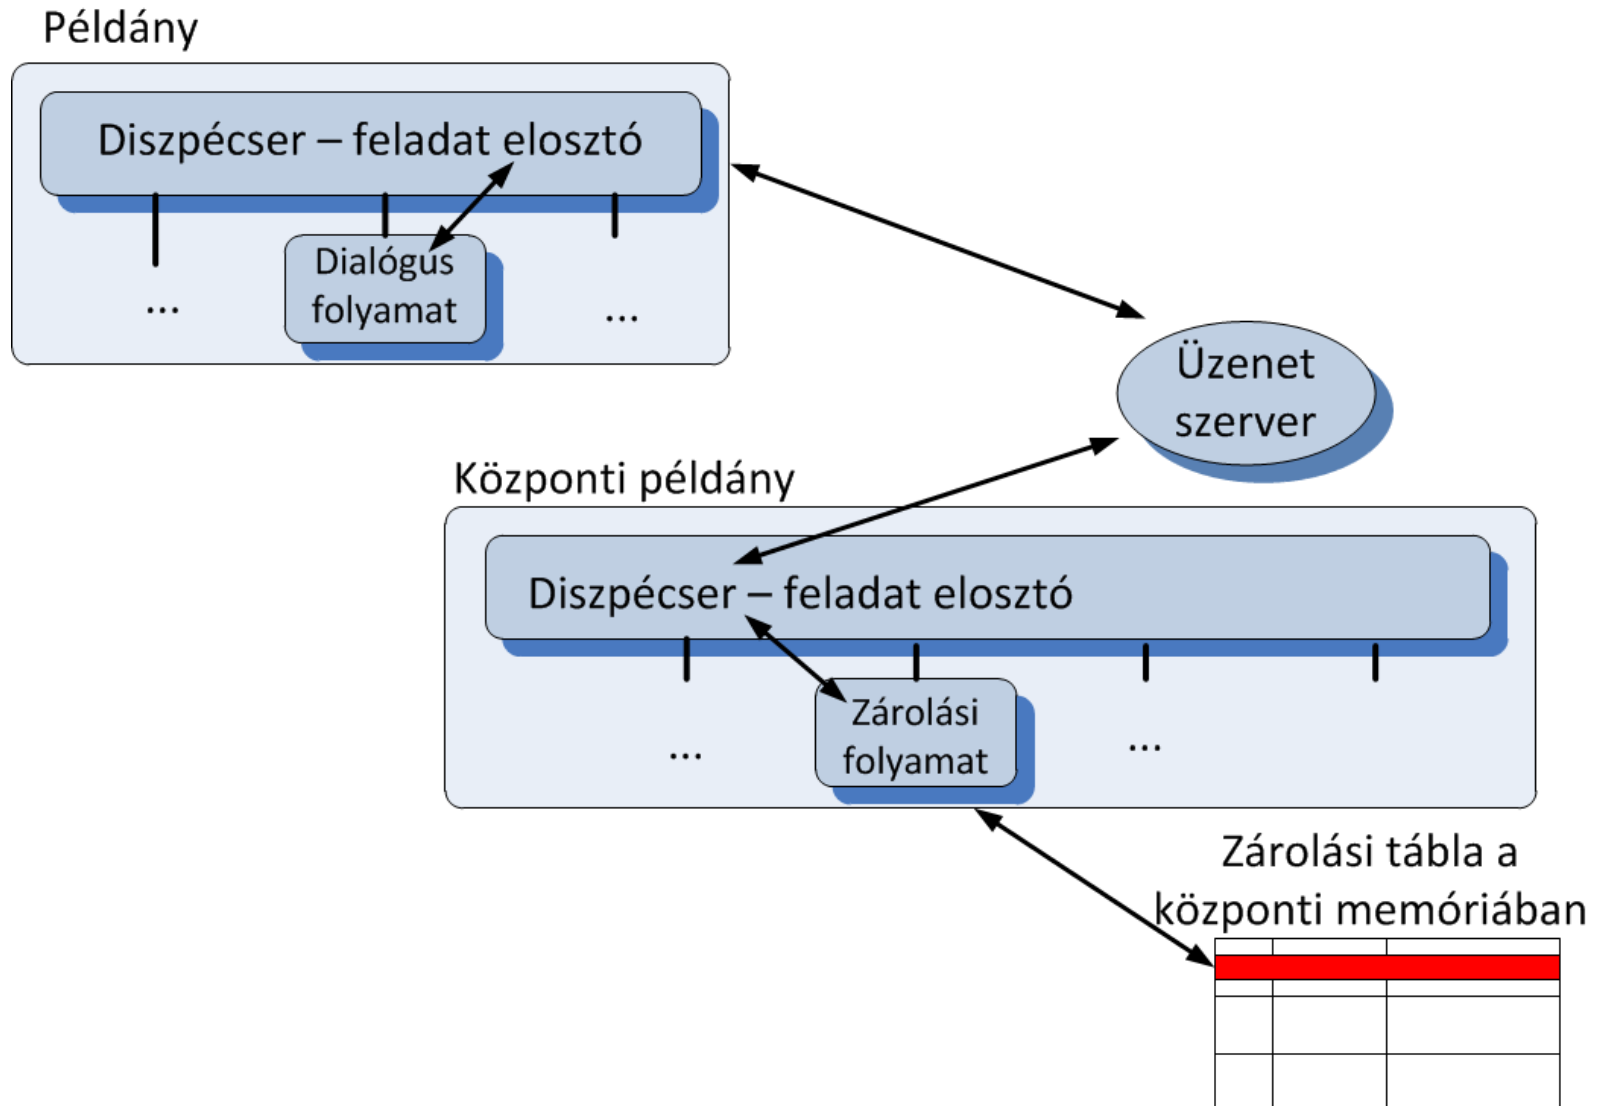 Példány
Diszpécser – feladat elosztó
Dialógus
folyamat
...
...
Üzenet
szerver
Központi példány
Diszpécser – feladat elosztó
Zárolási
folyamat
...
...
Zárolási tábla a
központi memóriában